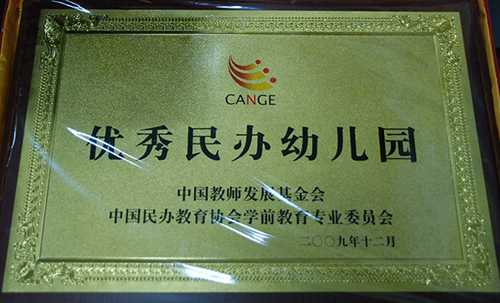 CANGE
优秀民办幼儿园
中国教师发展基金会
中国民办教育协会学前教育专业委员会
二〇〇九年十二月